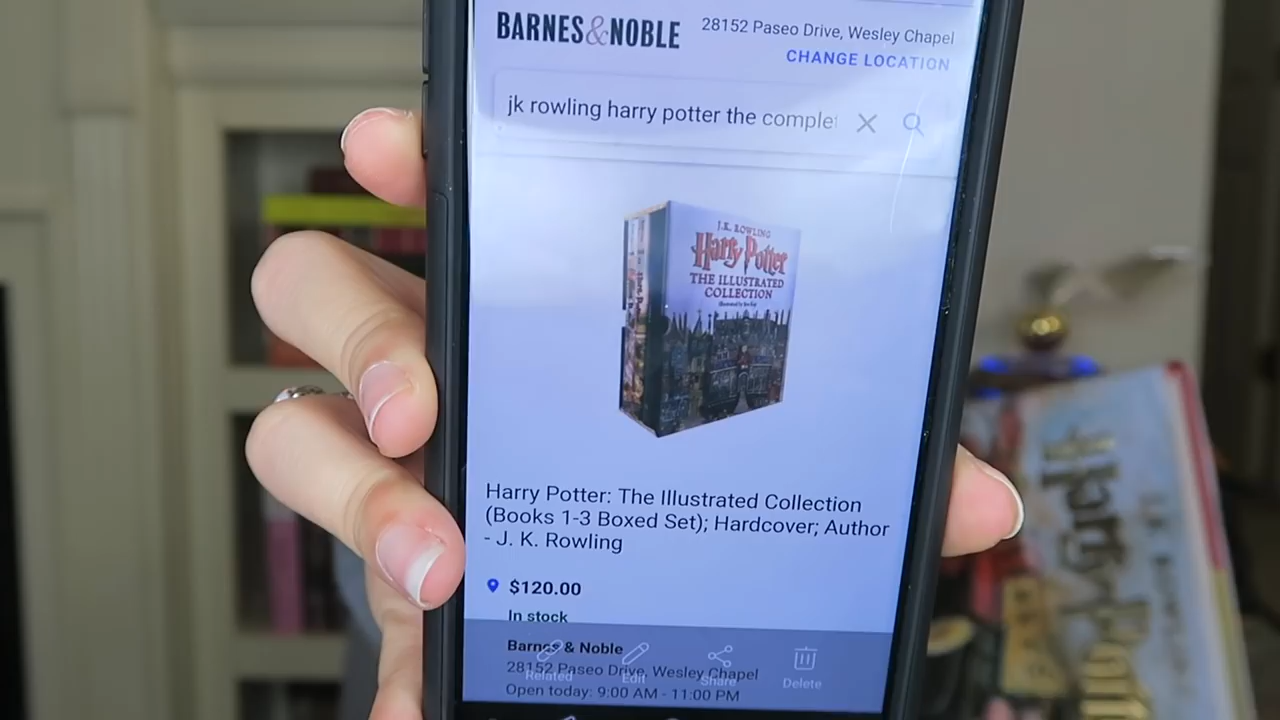 BARNES&NOBLE
28152 Paseo Drive, Wesley Chapel
CHANGE LOCATION
jk rowling harry potter the complet
J.K. ROWLING
Harry Potter
THE ILLUSTRATED
COLLECTION
Harry Potter: The Illustrated Collection
(Books 1-3 Boxed Set); Hardcover; Author
- J. K. Rowling
$120.00
In stock
Barnes & Noble
28152 Paseo Drive, Wesley Chapel
Open today: 9:00 AM - 11:00 PM
Related
Edit
Share
Delete
Harry Potter